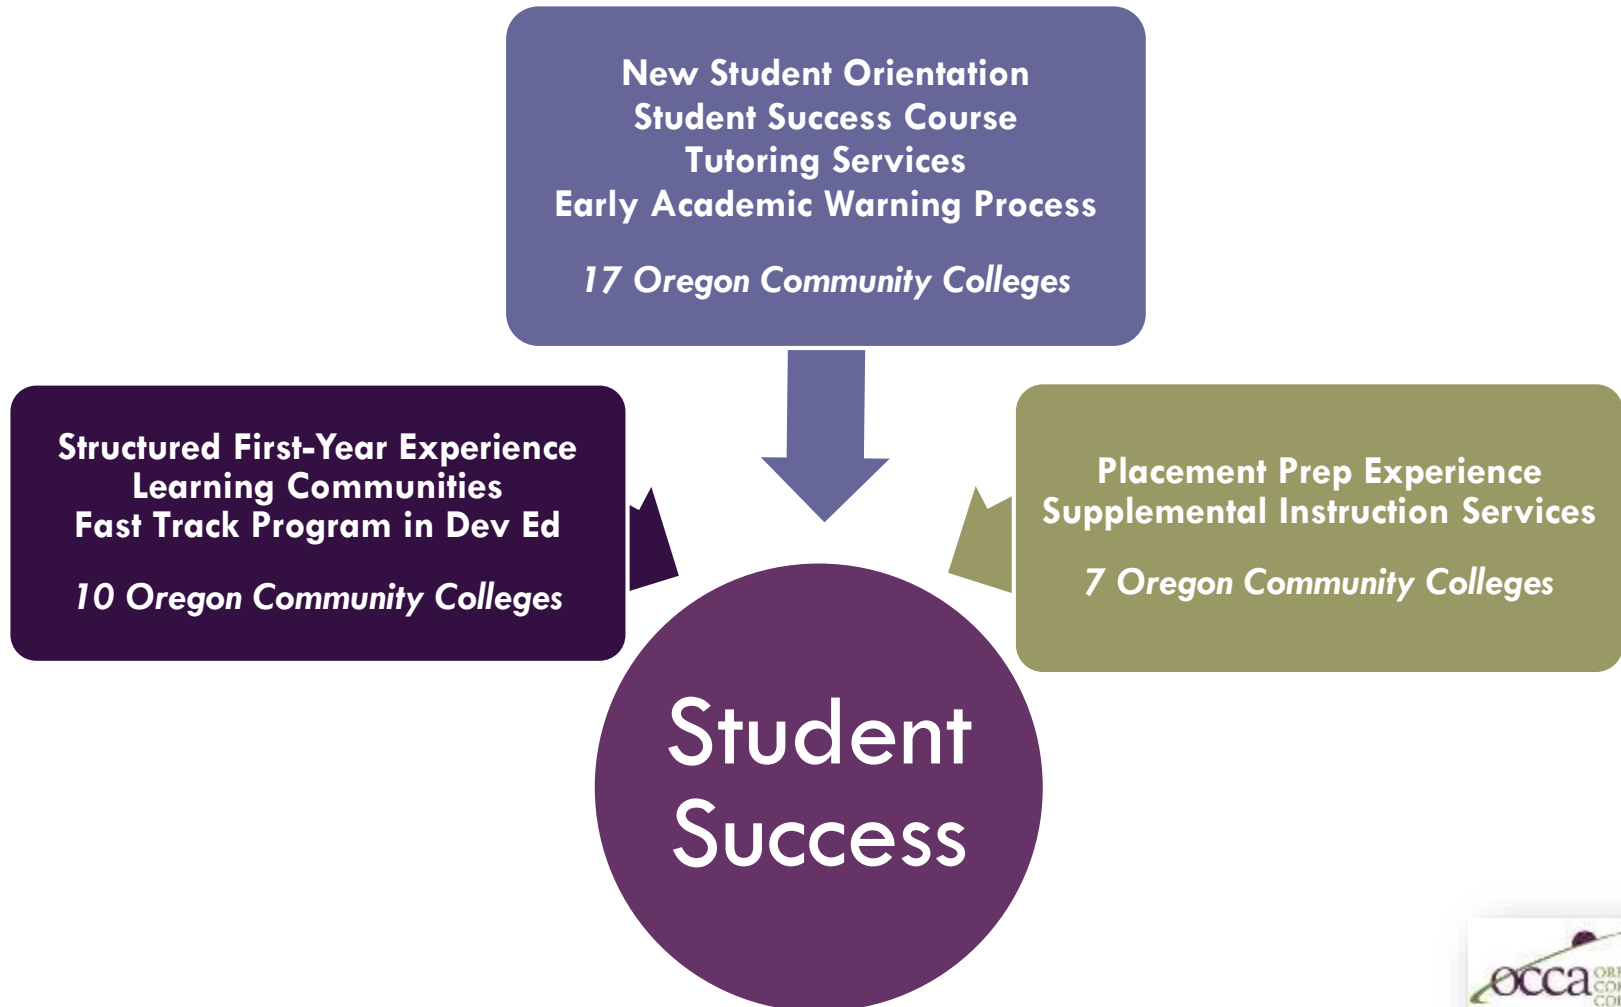 New Student Orientation
Student Success Course
Tutoring Services
Early Academic Warning Process
17 Oregon Community Colleges
Structured First-Year Experience
Learning Communities
Fast Track Program in Dev Ed
10 Oregon Community Colleges
Placement Prep Experience
Supplemental Instruction Services
7 Oregon Community Colleges
Student
Success
occa